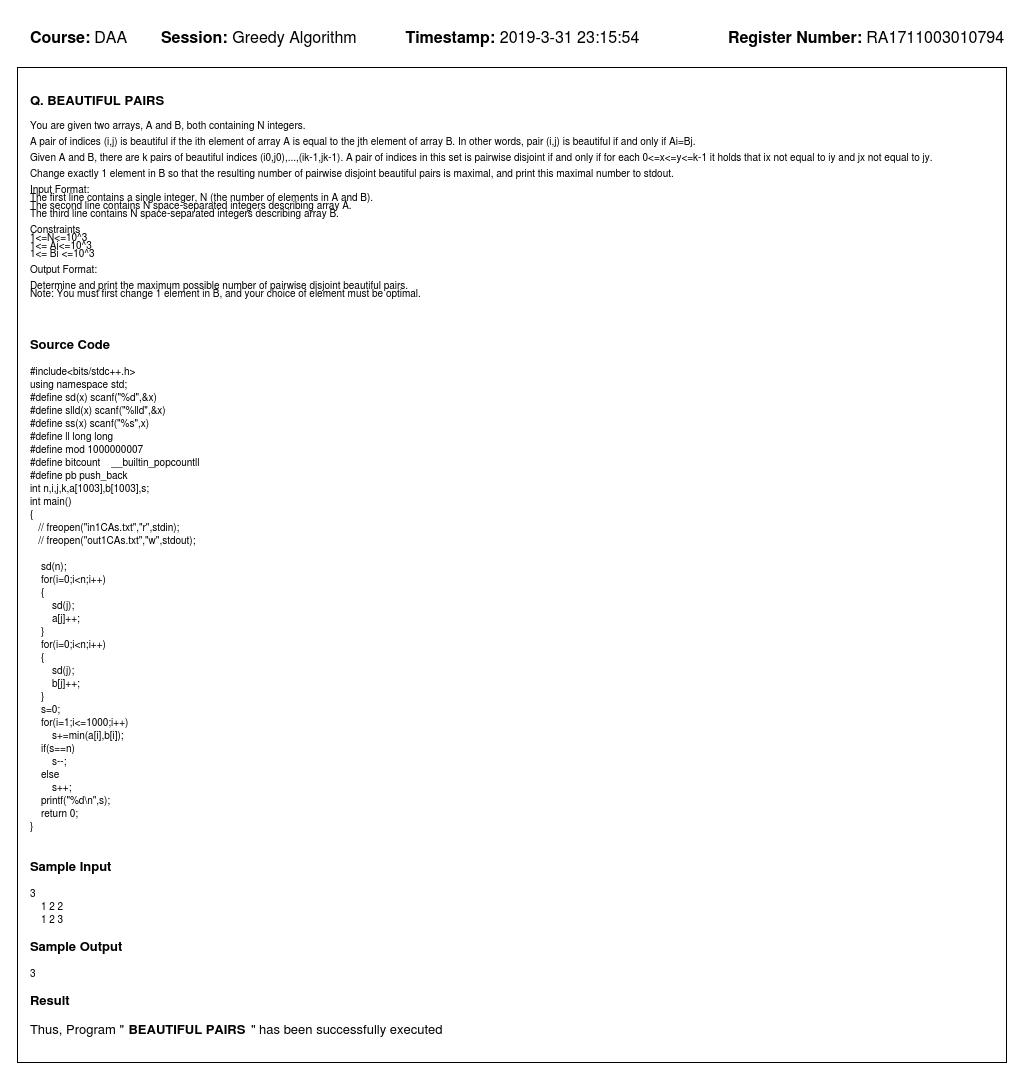 Course: DAA Session: Greedy Algorithm Timestamp: 2019-3-31 23:15:54 Register Number: RA1711003010794
Q. BEAUTIFUL PAIRS
You are given two arrays, A and B, both containing N integers.
A pair of indices (i,j) is beautiful if the ith element of array A is equal to the jth element of array B. In other words, pair (i,j) is beautiful if and only if Ai=Bj.
Given A and B, there are k pairs of beautiful indices (i0,j0),...,(ik-1,jk-1). A pair of indices in this set is pairwise disjoint if and only if for each 0<=x<=y<=k-1 it holds that ix not equal to iy and jx not equal to jy.
Change exactly 1 element in B so that the resulting number of pairwise disjoint beautiful pairs is maximal, and print this maximal number to stdout.
Input Format:
The first line contains a single integer, N (the number of elements in A and B).
The second line contains N space-separated integers describing array A.
The third line contains N space-separated integers describing array B.
Constraints
1<=N<=10^3
1<= Ai<=10^3
1<= Bi <=10^3
Output Format:
Determine and print the maximum possible number of pairwise disjoint beautiful pairs.
Note: You must first change 1 element in B, and your choice of element must be optimal.
Source Code
#include<bits/stdc++.h>
using namespace std;
#define sd(x) scanf("%d",&x)
#define slld(x) scanf("%lld",&x)
#define ss(x) scanf("%s",x)
#define ll long long
#define mod 1000000007
#define bitcount    __builtin_popcountll
#define pb push_back
int n,i,j,k,a[1003],b[1003],s;
int main()
{
   // freopen("in1CAs.txt","r",stdin);
   // freopen("out1CAs.txt","w",stdout);
    sd(n);
    for(i=0;i<n;i++)
    {
        sd(j);
        a[j]++;
    }
    for(i=0;i<n;i++)
    {
        sd(j);
        b[j]++;
    }
    s=0;
    for(i=1;i<=1000;i++)
        s+=min(a[i],b[i]);
    if(s==n)
        s--;
    else
        s++;
    printf("%d\n",s);
    return 0;
}
Sample Input
3
    1 2 2
    1 2 3
Sample Output
3
Result
Thus, Program " BEAUTIFUL PAIRS " has been successfully executed